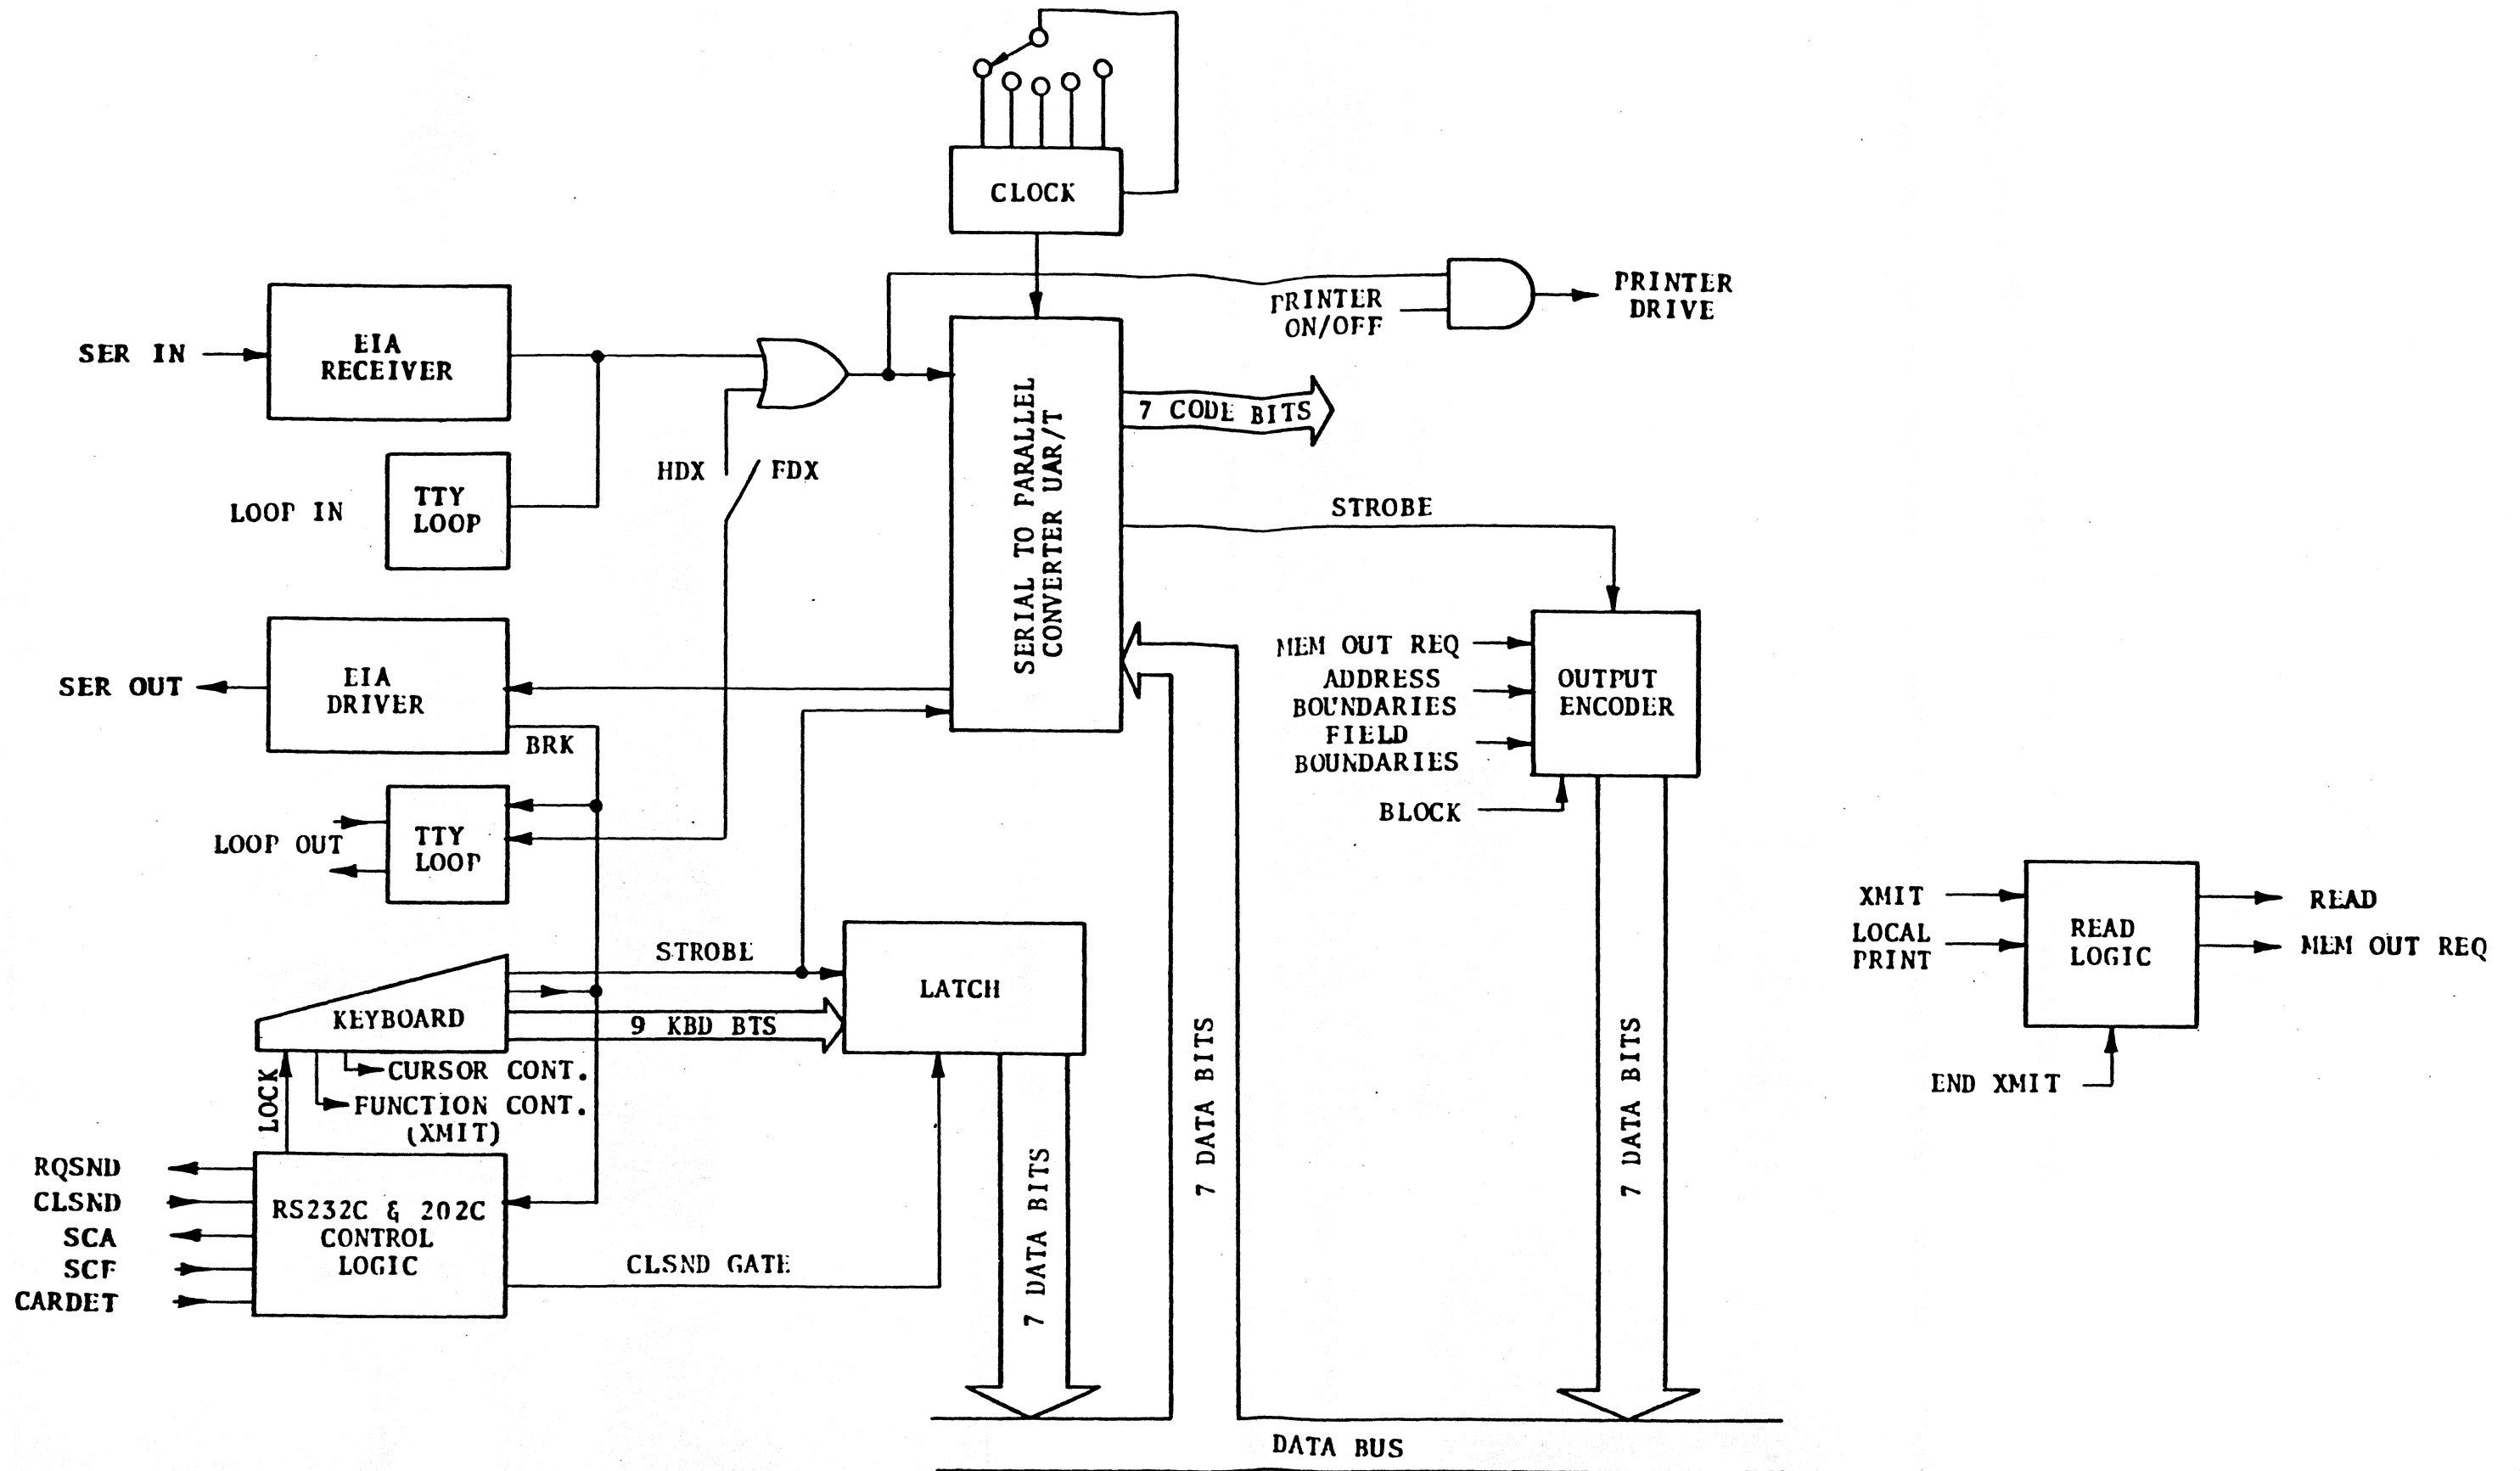 CLOCK
PRINTER
DRIVE
PRINTER
ON/OFF
SER IN
EIA
RECEIVER
7 CODE BITS
SERIAL TO PARALLEL
CONVERTER UAR/T
HDX
FDX
LOOP IN
TTY
LOOP
STROBE
SER OUT
EIA
DRIVER
BRK
MEM OUT REQ
ADDRESS
BOUNDARIES
FIELD
BOUNDARIES
OUTPUT
ENCODER
BLOCK
LOOP OUT
TTY
LOOP
XMIT
LOCAL
PRINT
READ
LOGIC
READ
MEM OUT REQ
END XMIT
STROBE
LATCH
KEYBOARD
9 KBD BTS
LOCK
CURSOR CONT.
FUNCTION CONT.
(XMIT)
7 DATA BITS
7 DATA BITS
7 DATA BITS
RQSND
CLSND
SCA
SCF
CARDET
RS232C & 202C
CONTROL
LOGIC
CLSND GATE
DATA BUS